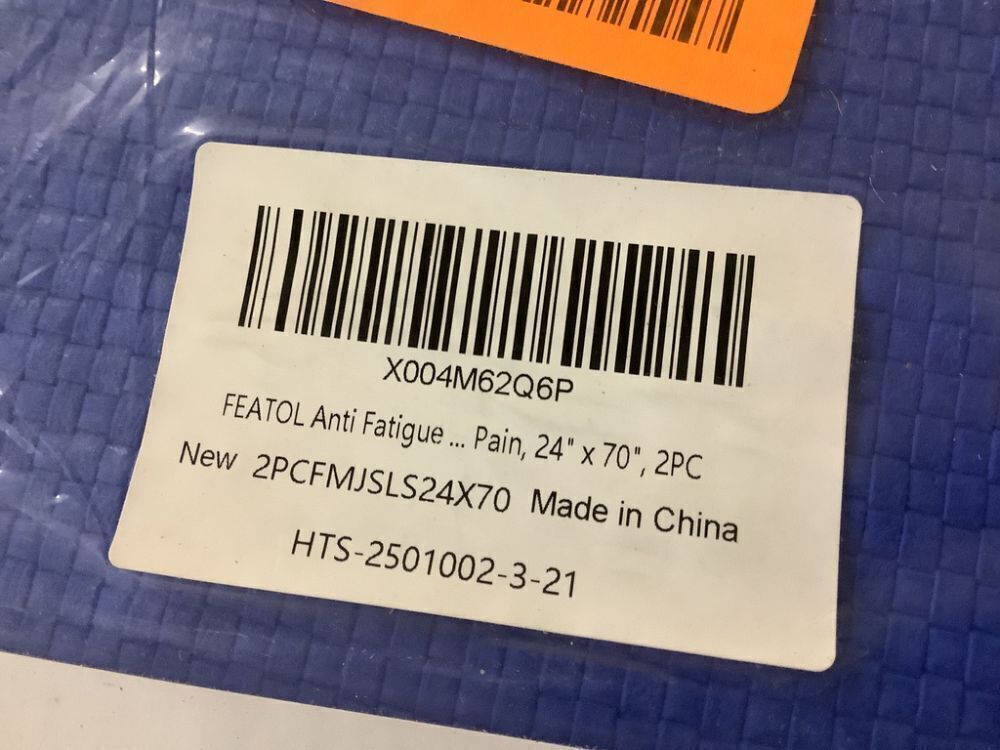 X004M62Q6P
FEATOL Anti Fatigue ... Pain, 24" x 70", 2PC
New 2PCFMJSLS24X70 Made in China
HTS-2501002-3-21